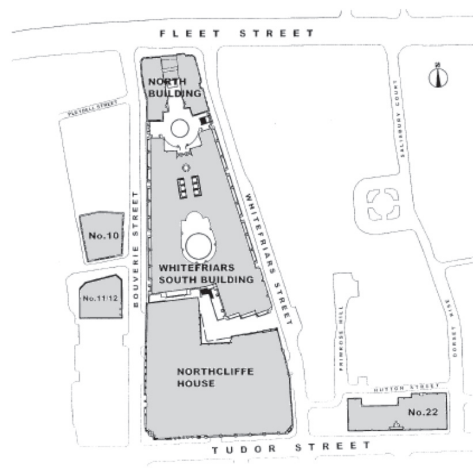 FLEET STREET
NORTH
BUILDING
N
PLEYDELL STREET
SALISBURY COURT
BOUVERIE STREET
WHITEFRIARS STREET
No.10
WHITEFRIARS
SOUTH BUILDING
No.11/12
PRIMROSE HILL
DORSET RISE
NORTHCLIFFE
HOUSE
HUTTON STREET
No.22
TUDOR STREET